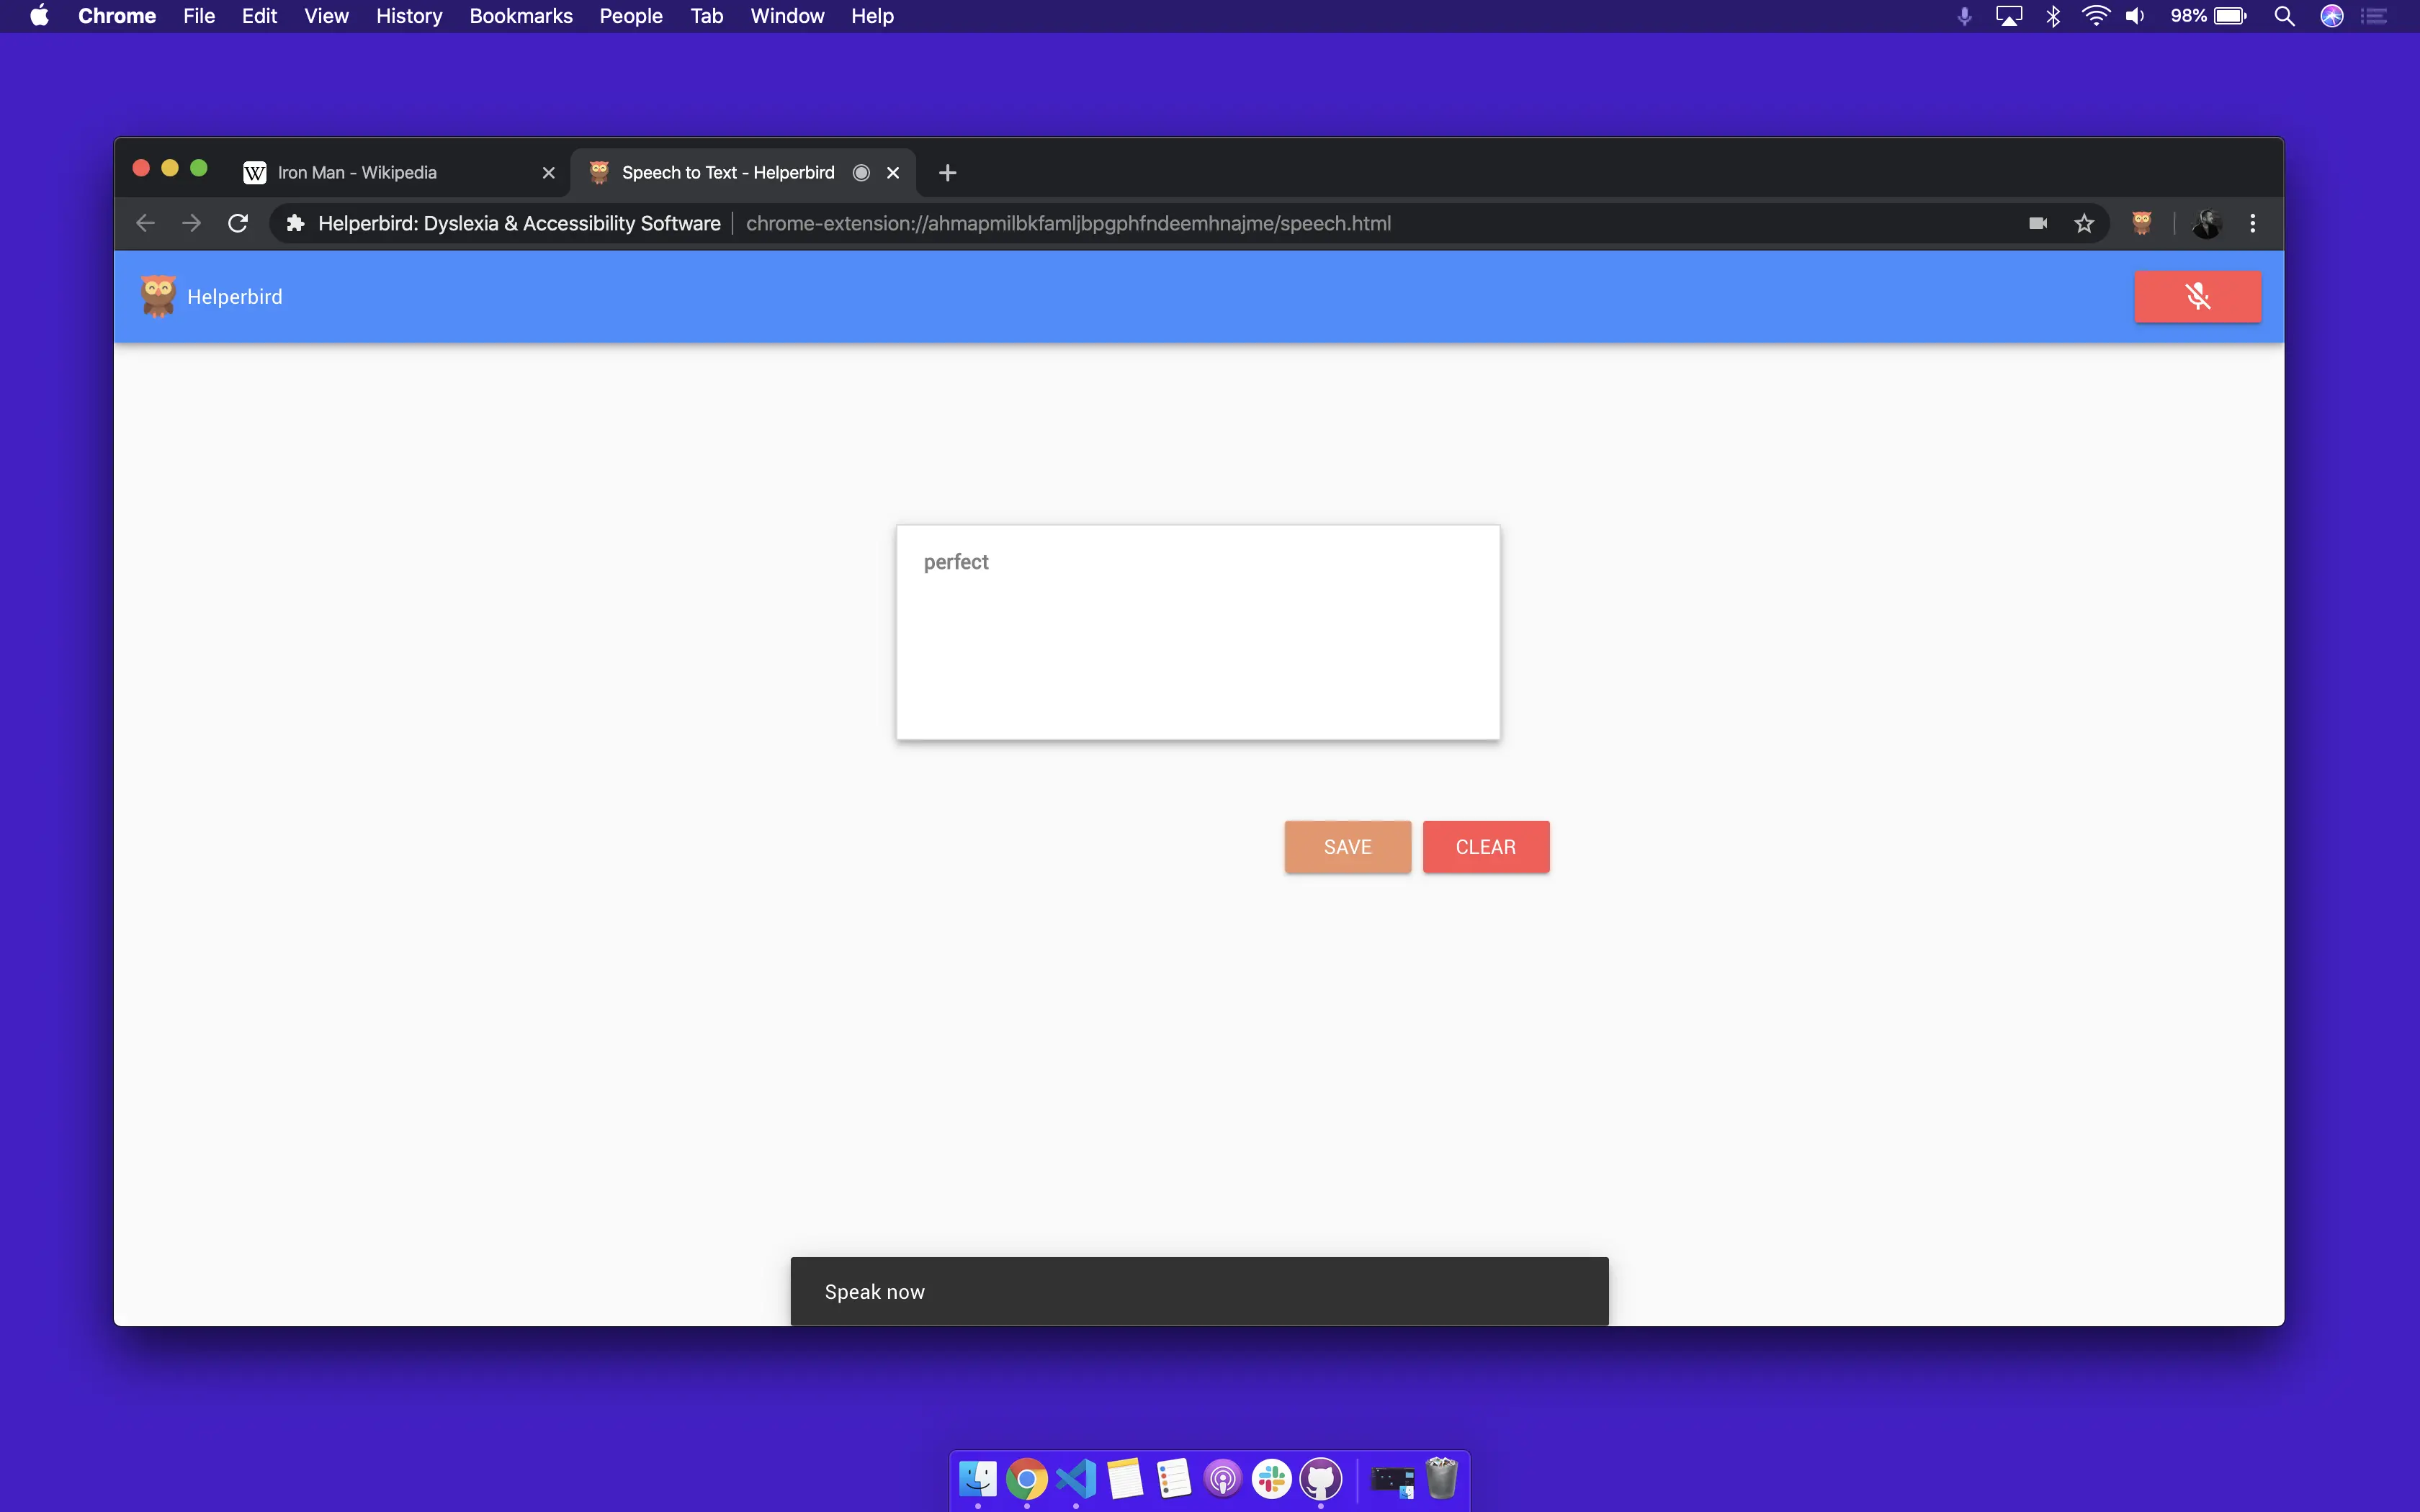 Chrome File Edit View History Bookmarks People Tab Window Help 98%
W Iron Man - Wikipedia Speech to Text - Helperbird
Helperbird: Dyslexia & Accessibility Software chrome-extension://ahmapmilbkfamljbpgphfndeemhnajme/speech.html
Helperbird
perfect
SAVE CLEAR
Speak now